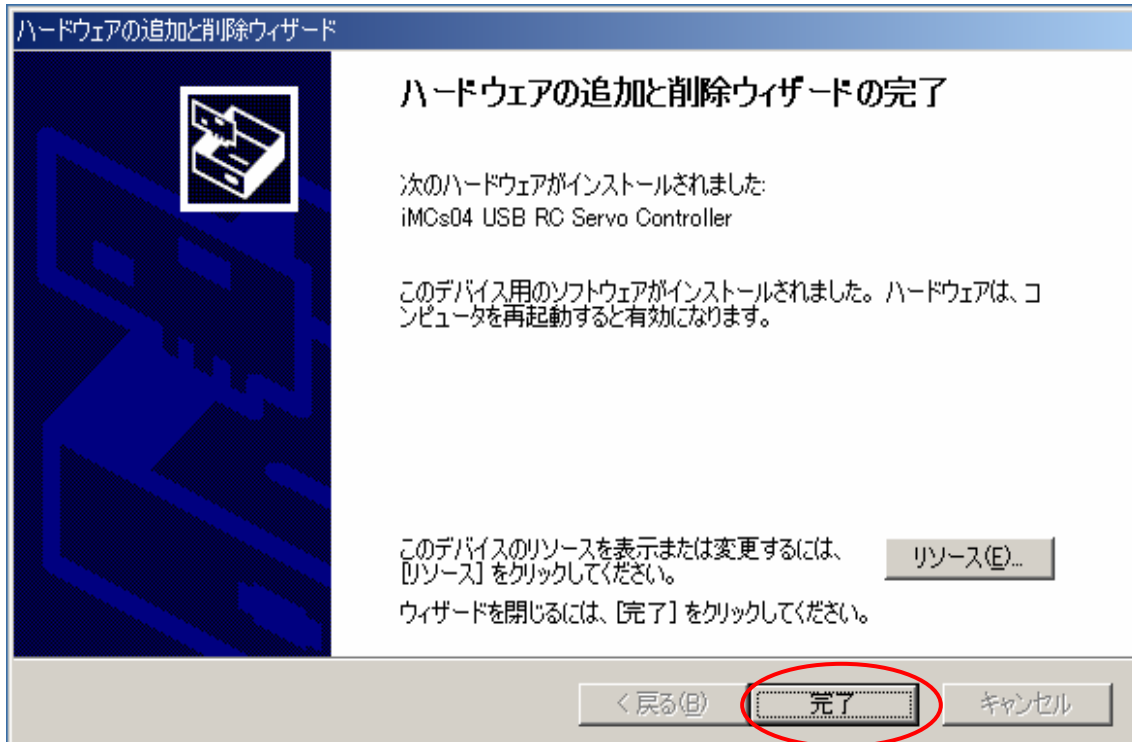 ハードウェアの追加と削除ウィザード
ハードウェアの追加と削除ウィザードの完了
次のハードウェアがインストールされました:
iMCs04 USB RC Servo Controller
このデバイス用のソフトウェアがインストールされました。ハードウェアは、コ
ンピュータを再起動すると有効になります。
このデバイスのリソースを表示または変更するには、
[リソース] をクリックしてください。
リソース(E)...
ウィザードを閉じるには、[完了] をクリックしてください。
< 戻る(B)
完了
キャンセル